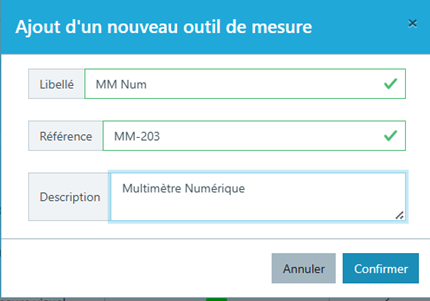 Ajout d'un nouveau outil de mesure ×
Libellé MM Num
Référence MM-203
Description Multimètre Numérique
Annuler Confirmer